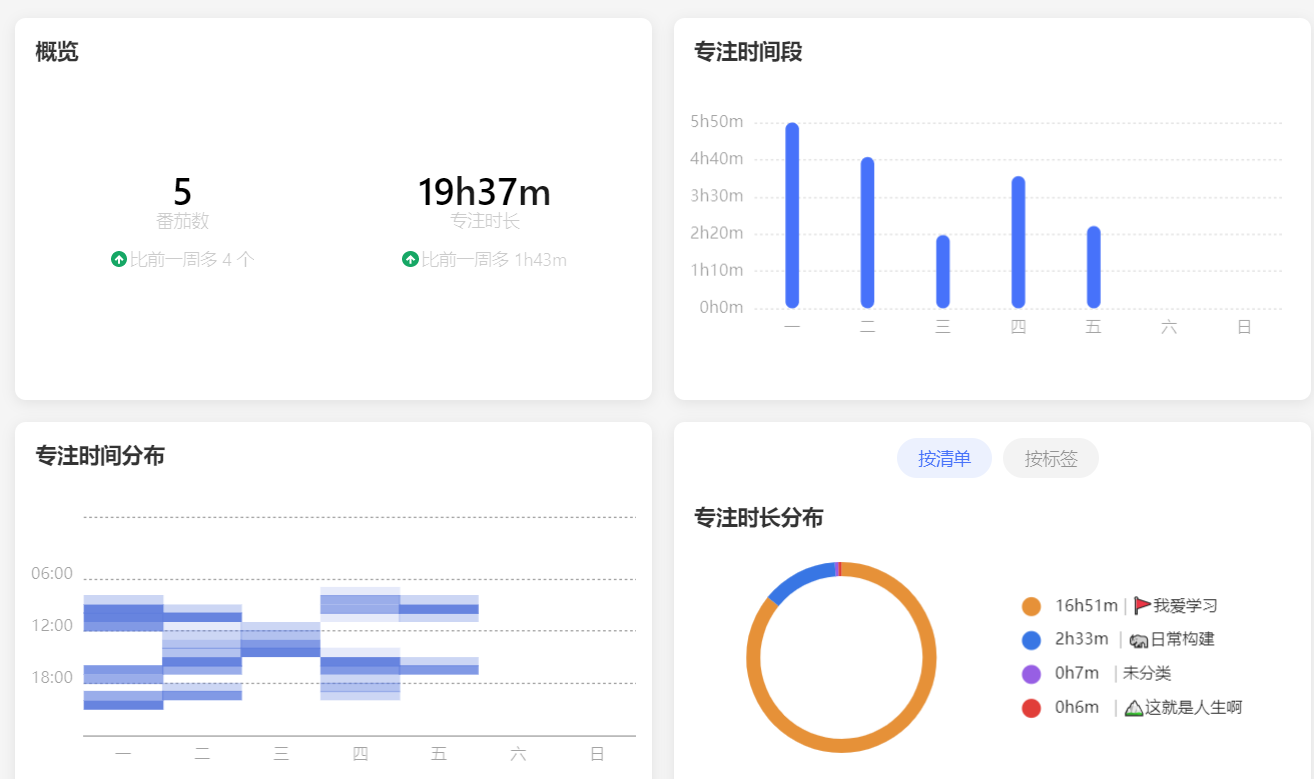 概览
5
番茄数
比前一周多 4 个
19h37m
专注时长
比前一周多 1h43m
专注时间段
5h50m
4h40m
3h30m
2h20m
1h10m
0h0m
一 二 三 四 五 六 日
专注时间分布
06:00
12:00
18:00
一 二 三 四 五 六 日
按清单 按标签
专注时长分布
16h51m | 🚩我爱学习
2h33m | 🐘日常构建
0h7m | 未分类
0h6m | ⛰这就是人生啊